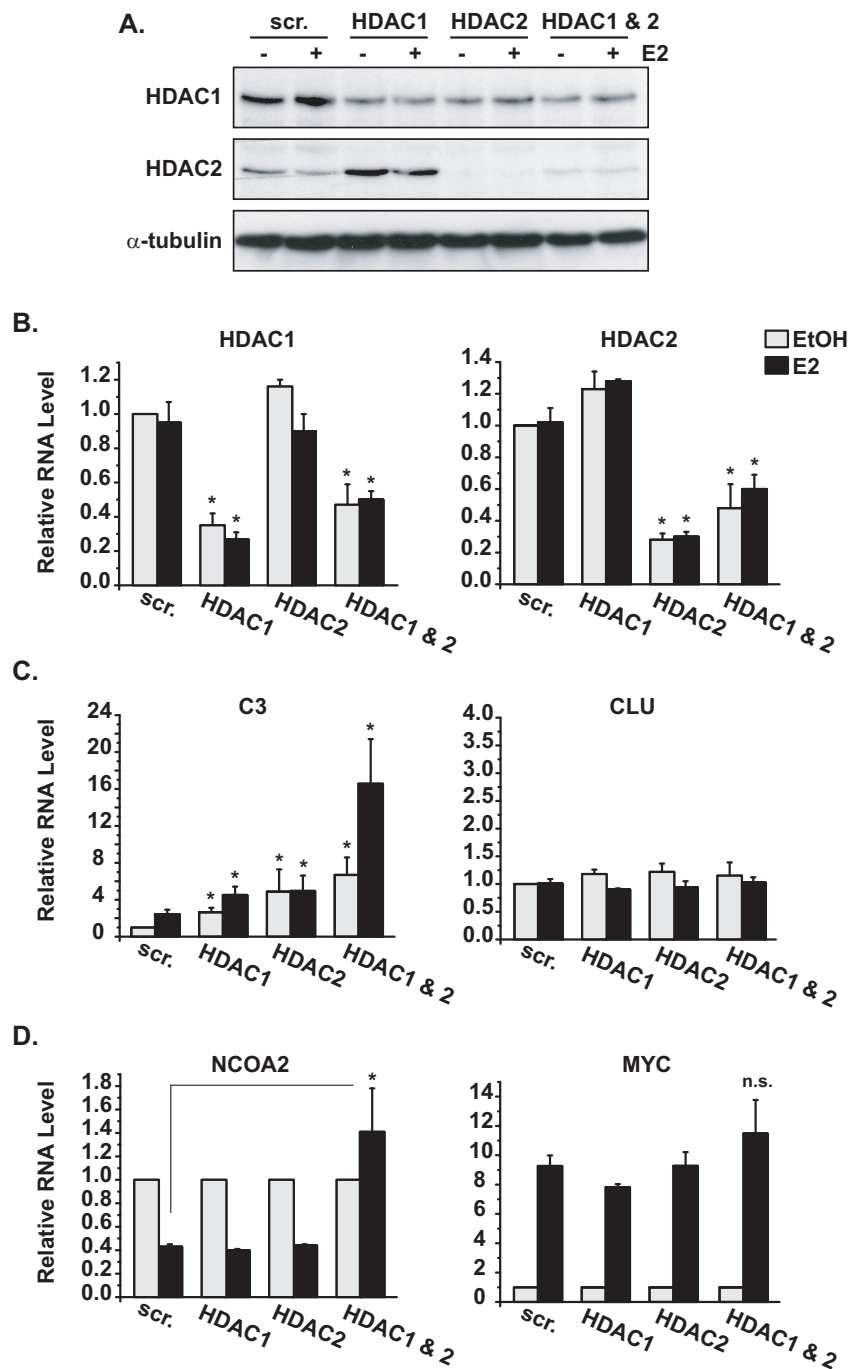 A.
scr. HDAC1 HDAC2 HDAC1 & 2
- + - + - + - + E2
HDAC1
HDAC2
α-tubulin
B.
HDAC1
HDAC2
EtOH
E2
Relative RNA Level
1.2
1.0
0.8
0.6
0.4
0.2
0.0
* * * *
scr. HDAC1 HDAC2 HDAC1 & 2
1.4
1.2
1.0
0.8
0.6
0.4
0.2
0.0
* * * *
scr. HDAC1 HDAC2 HDAC1 & 2
C.
C3
CLU
Relative RNA Level
24
20
16
12
8
4
0
* * * * * *
scr. HDAC1 HDAC2 HDAC1 & 2
4.0
3.5
3.0
2.5
2.0
1.5
1.0
0.5
0.0
scr. HDAC1 HDAC2 HDAC1 & 2
D.
NCOA2
MYC
Relative RNA Level
1.8
1.6
1.4
1.2
1.0
0.8
0.6
0.4
0.2
0.0
*
scr. HDAC1 HDAC2 HDAC1 & 2
14
12
10
8
6
4
2
0
n.s.
scr. HDAC1 HDAC2 HDAC1 & 2